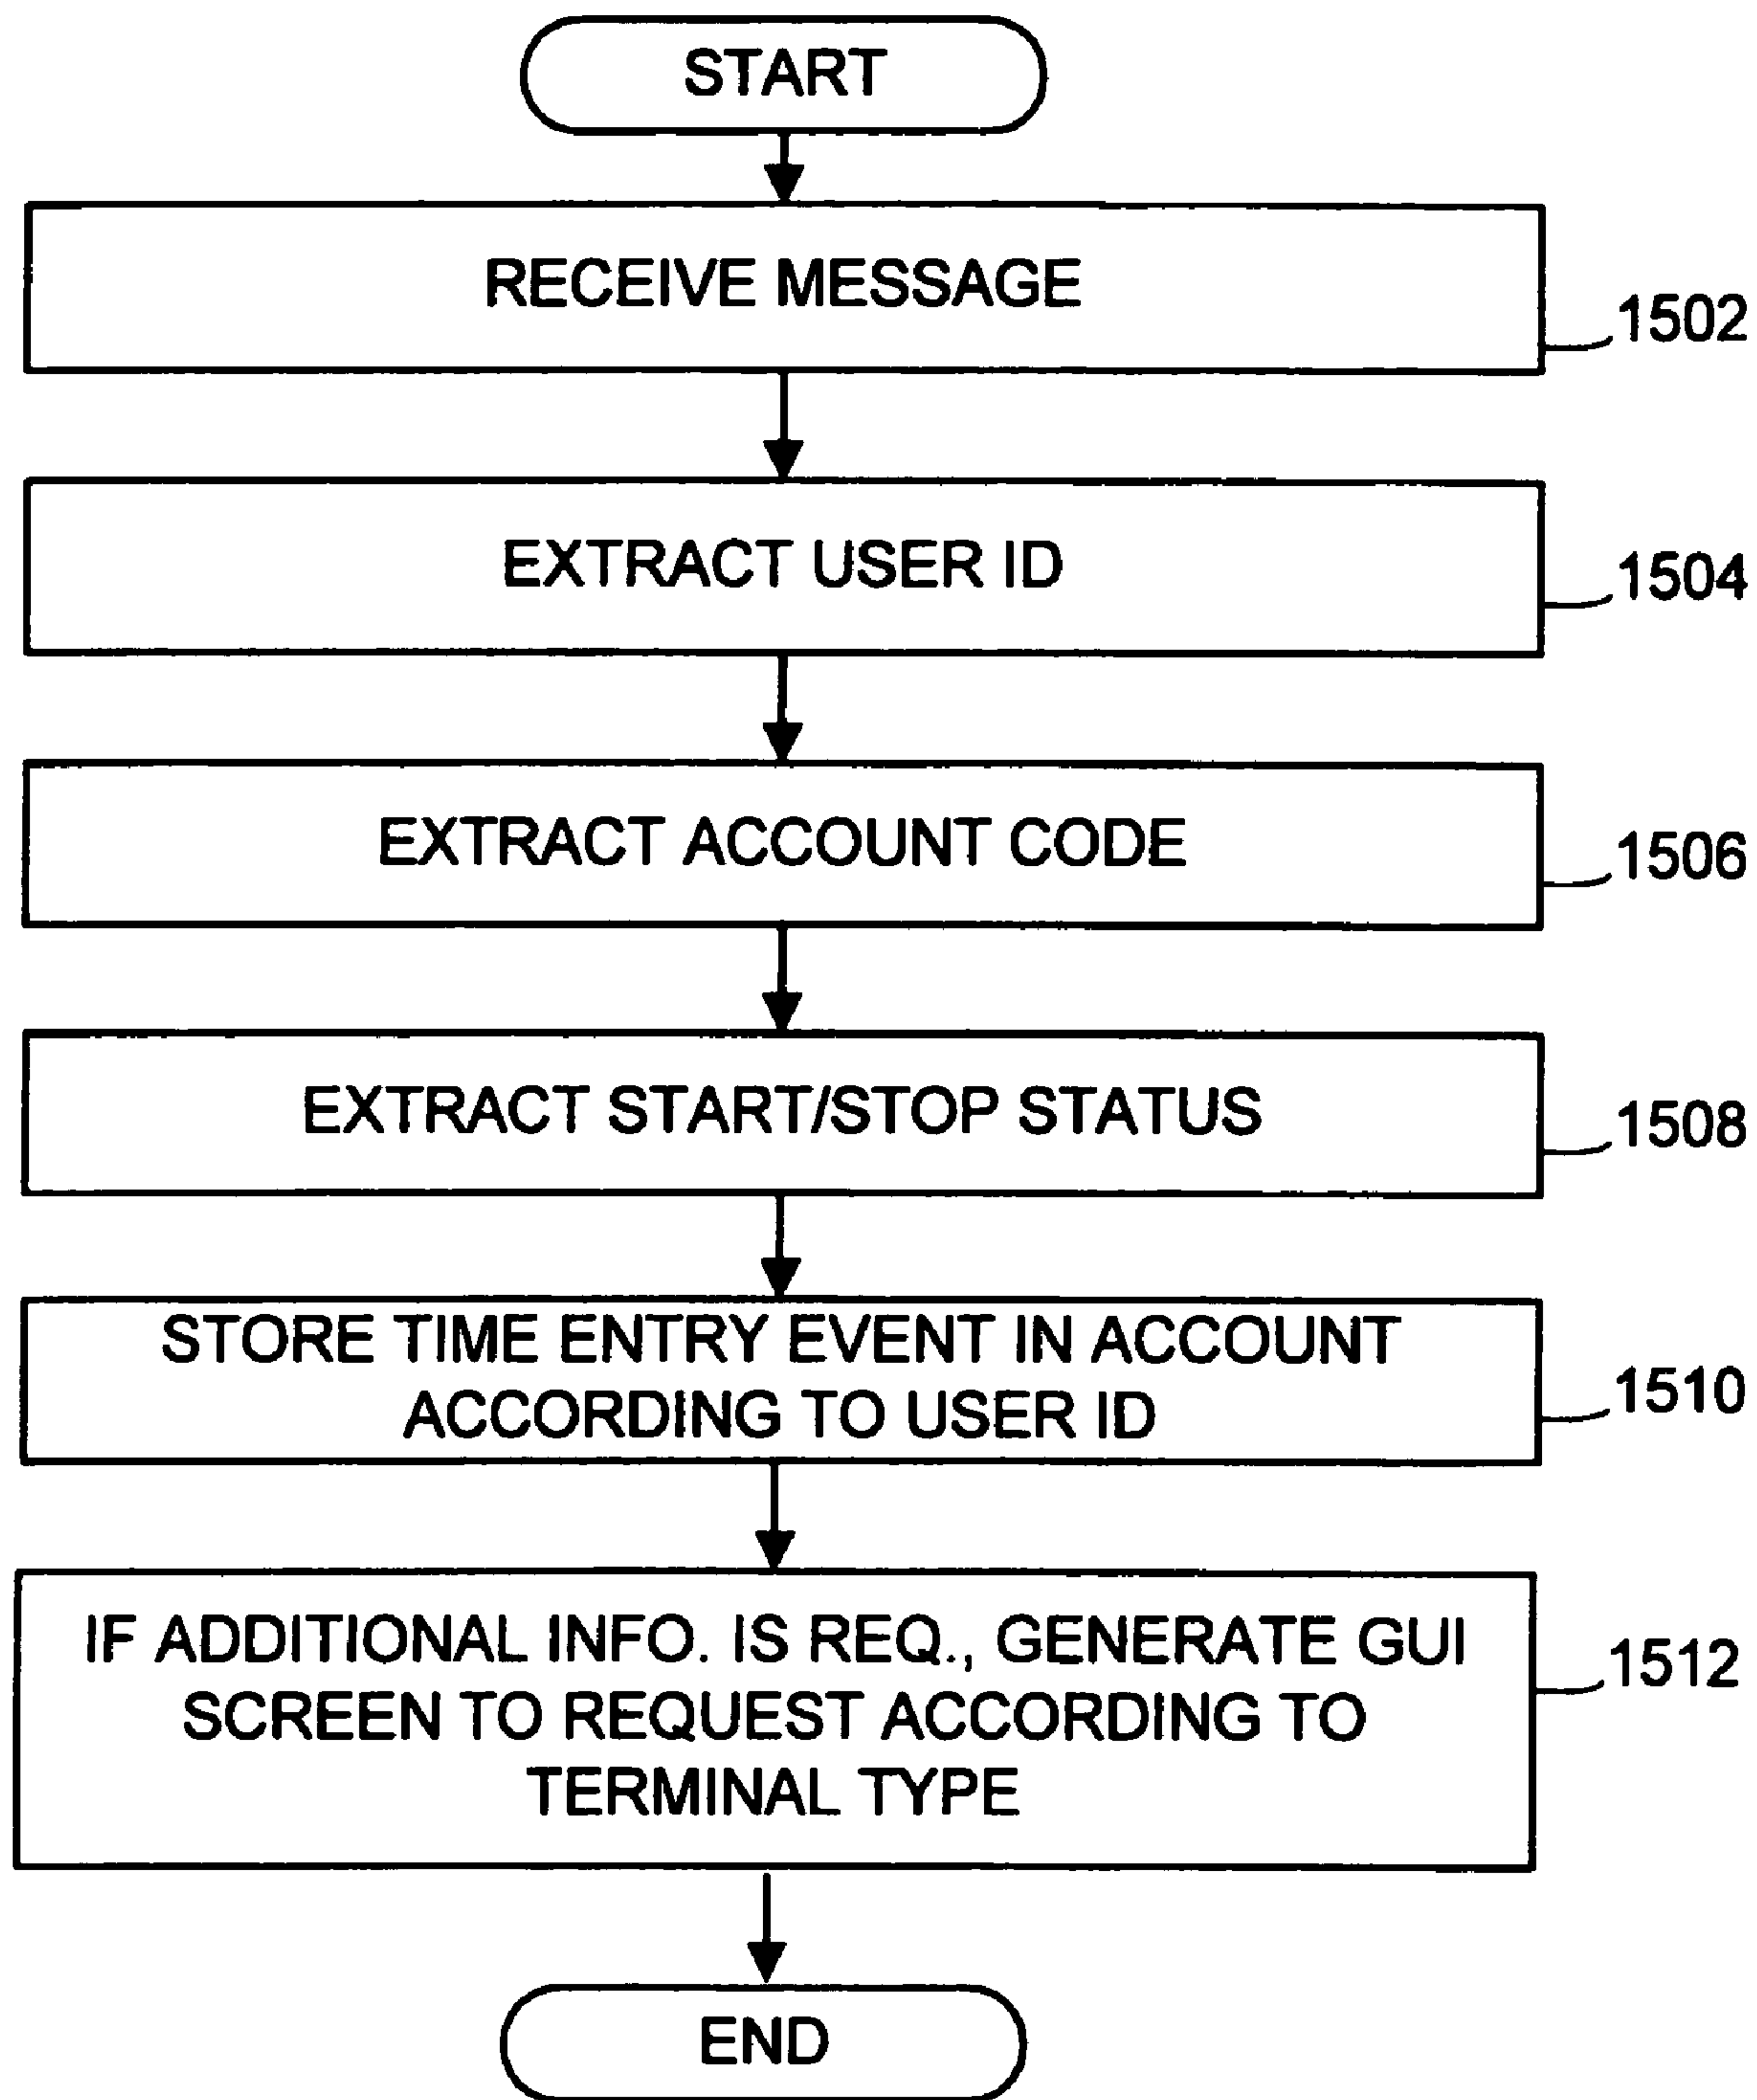 START
RECEIVE MESSAGE
1502
EXTRACT USER ID
1504
EXTRACT ACCOUNT CODE
1506
EXTRACT START/STOP STATUS
1508
STORE TIME ENTRY EVENT IN ACCOUNT
ACCORDING TO USER ID
1510
IF ADDITIONAL INFO. IS REQ., GENERATE GUI
SCREEN TO REQUEST ACCORDING TO
TERMINAL TYPE
1512
END